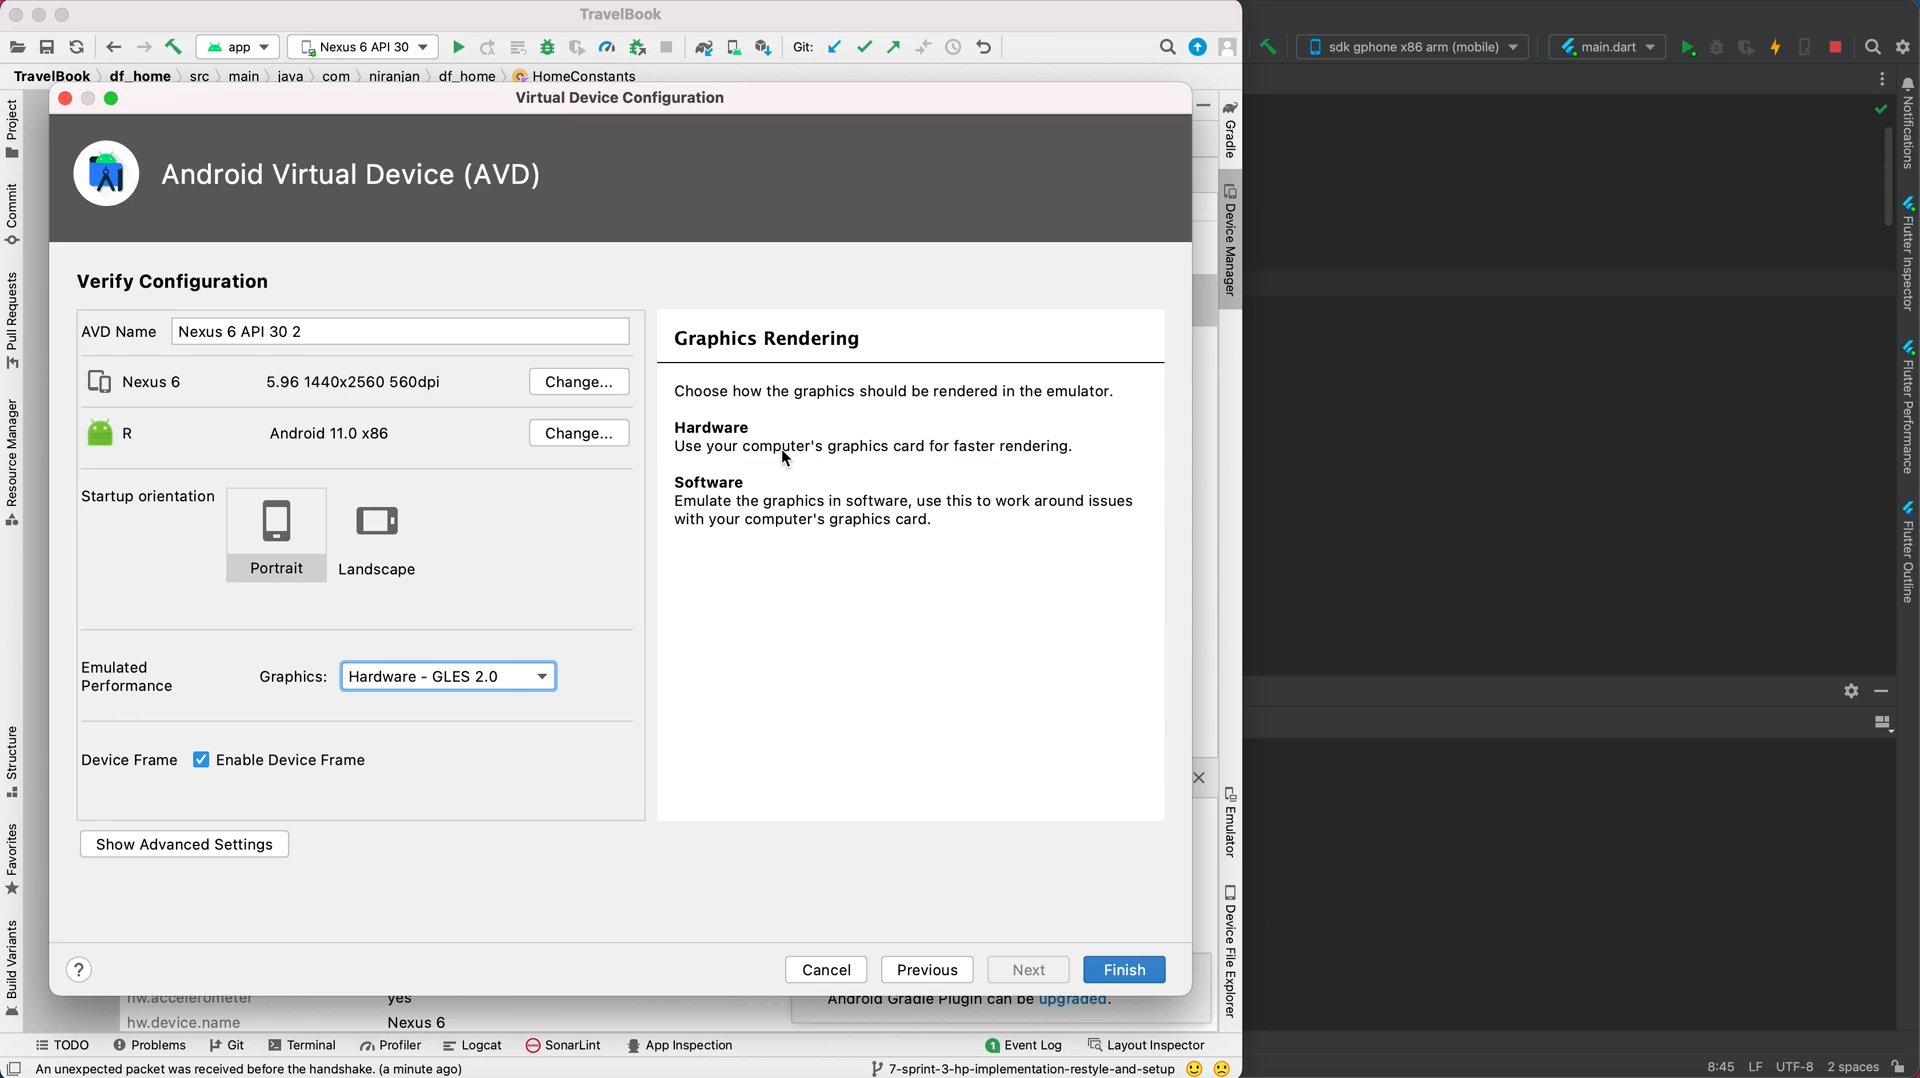 TravelBook
app
Nexus 6 API 30
Git:
sdk gphone x86 arm (mobile)
main.dart
TravelBook
df_home
src
main
java
com
niranjan
df_home
HomeConstants
Virtual Device Configuration
Project
Commit
Pull Requests
Resource Manager
Structure
Favorites
Build Variants
Android Virtual Device (AVD)
Verify Configuration
AVD Name
Nexus 6 API 30 2
Nexus 6
5.96 1440x2560 560dpi
Change...
R
Android 11.0 x86
Change...
Startup orientation
Portrait
Landscape
Emulated
Performance
Graphics:
Hardware - GLES 2.0
Device Frame
Enable Device Frame
Show Advanced Settings
Graphics Rendering
Choose how the graphics should be rendered in the emulator.
Hardware
Use your computer's graphics card for faster rendering.
Software
Emulate the graphics in software, use this to work around issues
with your computer's graphics card.
?
Cancel
Previous
Next
Finish
hw.accelerometer
yes
Android Gradle Plugin can be upgraded.
hw.device.name
Nexus 6
Gradle
Device Manager
Emulator
Device File Explorer
Notifications
Flutter Inspector
Flutter Performance
Flutter Outline
TODO
Problems
Git
Terminal
Profiler
Logcat
SonarLint
App Inspection
1
Event Log
Layout Inspector
An unexpected packet was received before the handshake. (a minute ago)
7-sprint-3-hp-implementation-restyle-and-setup
8:45
LF
UTF-8
2 spaces